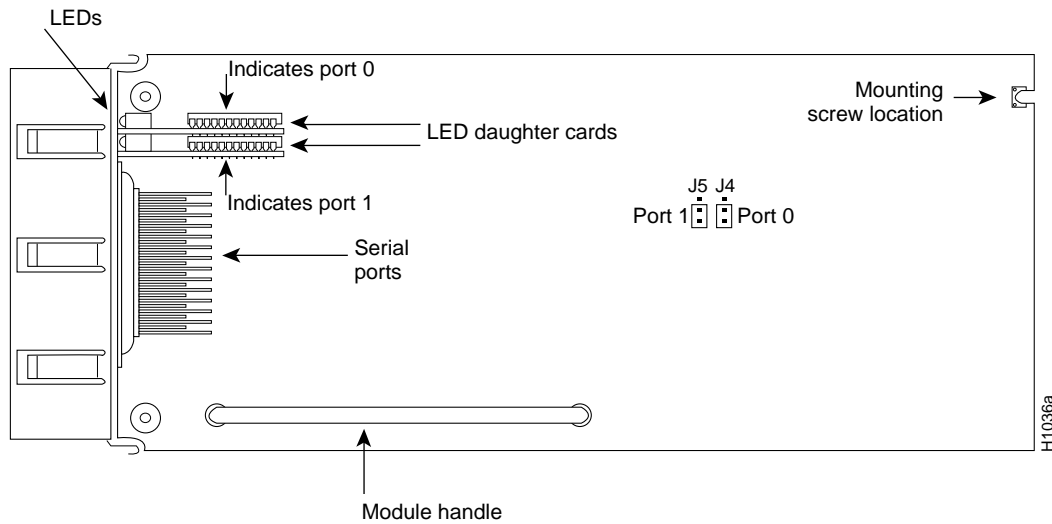 LEDs
Indicates port 0
Mounting
screw location
LED daughter cards
Indicates port 1
J5 J4
Port 1 Port 0
Serial
ports
H1036a
Module handle